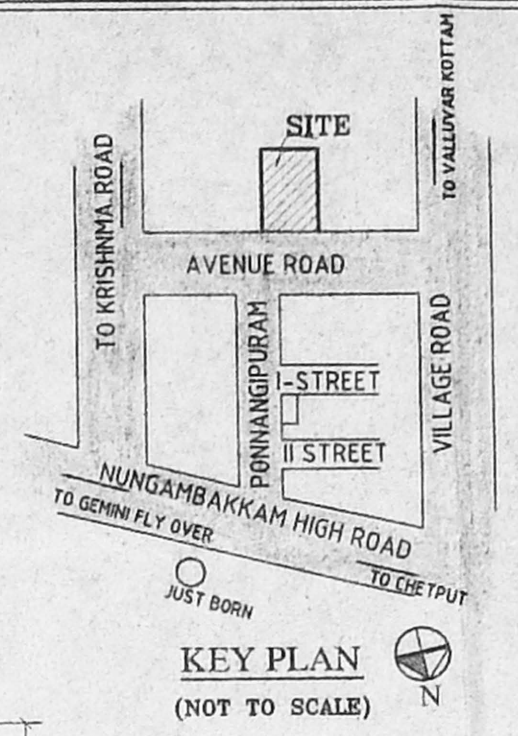 TO VALLUVAR KOTTAM
SITE
TO KRISHNMA.ROAD
AVENUE ROAD
PONNANGIPURAM
I-STREET
VILLAGE ROAD
II STREET
NUNGAMBAKKAM HIGH ROAD
TO GEMINI FLY OVER
TO CHETPUT
JUST BORN
KEY PLAN
N
(NOT TO SCALE)